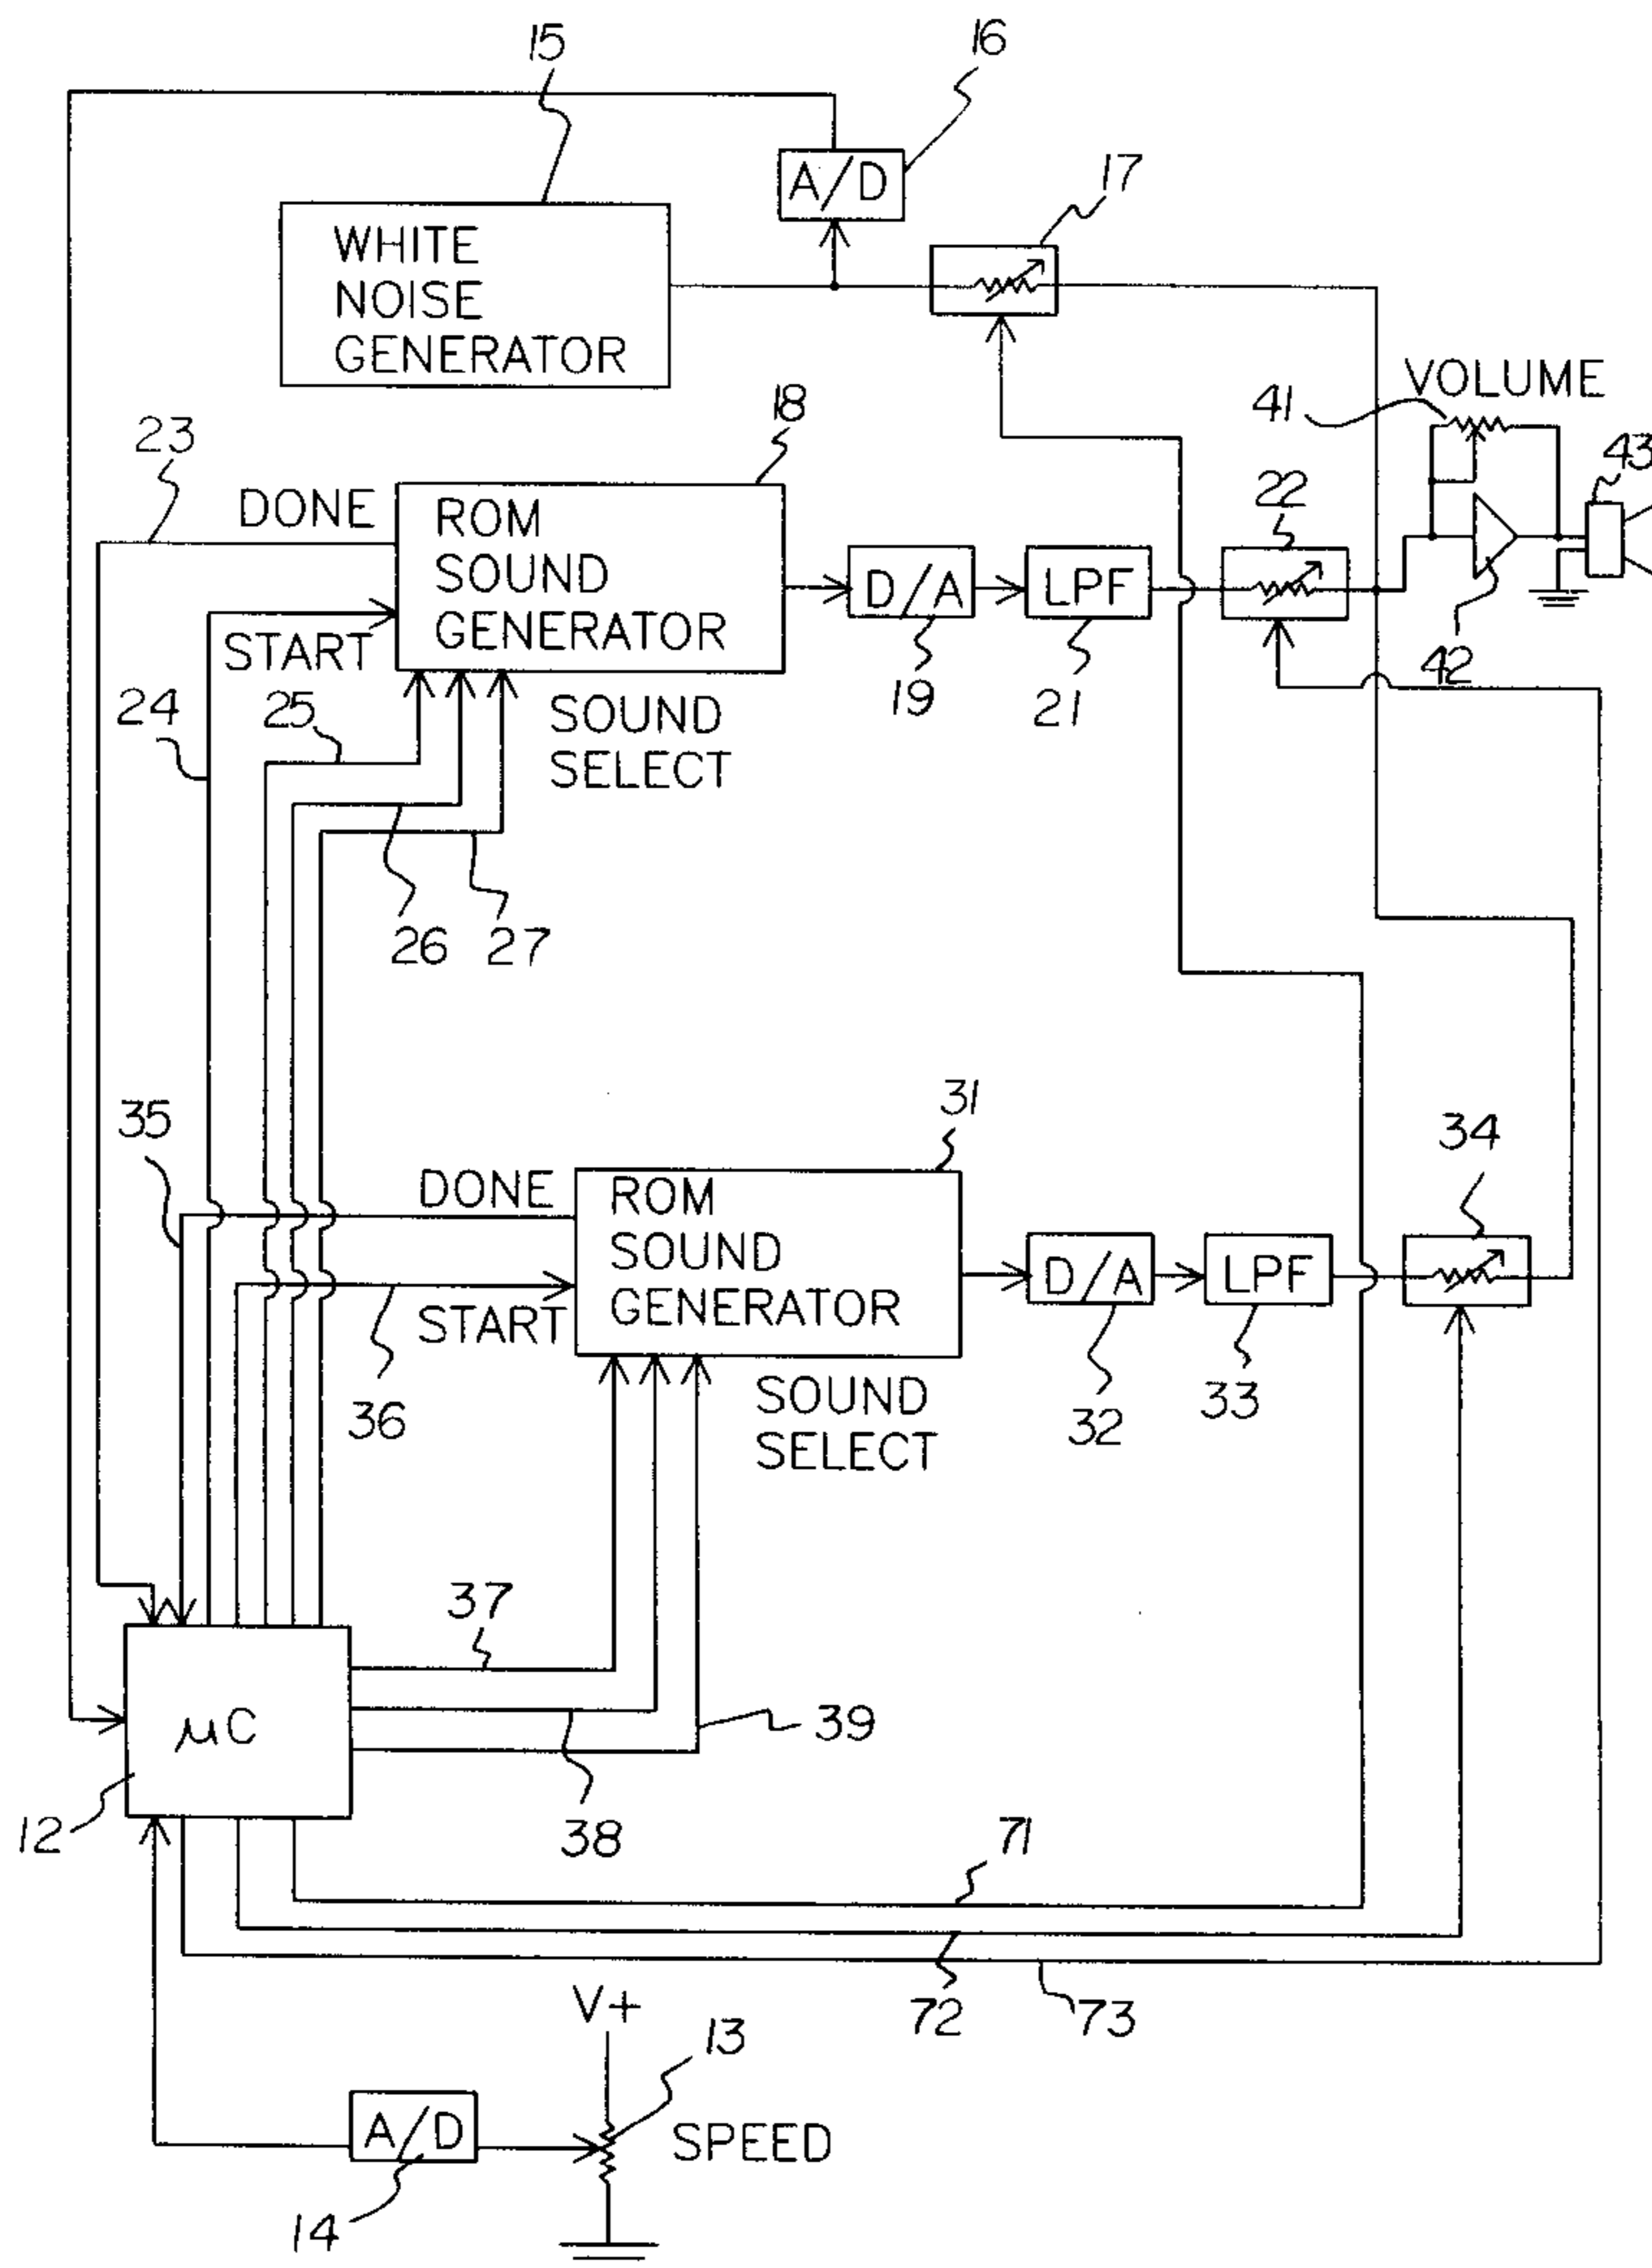 15
16
A/D
17
WHITE
NOISE
GENERATOR
VOLUME
41
18
23
43
22
DONE
ROM
SOUND
GENERATOR
D/A
LPF
START
42
24
25
19
21
SOUND
SELECT
26
27
31
35
34
DONE
ROM
SOUND
GENERATOR
D/A
LPF
START
36
SOUND
SELECT
32
33
37
μC
39
12
38
71
72
73
V+
13
A/D
SPEED
14